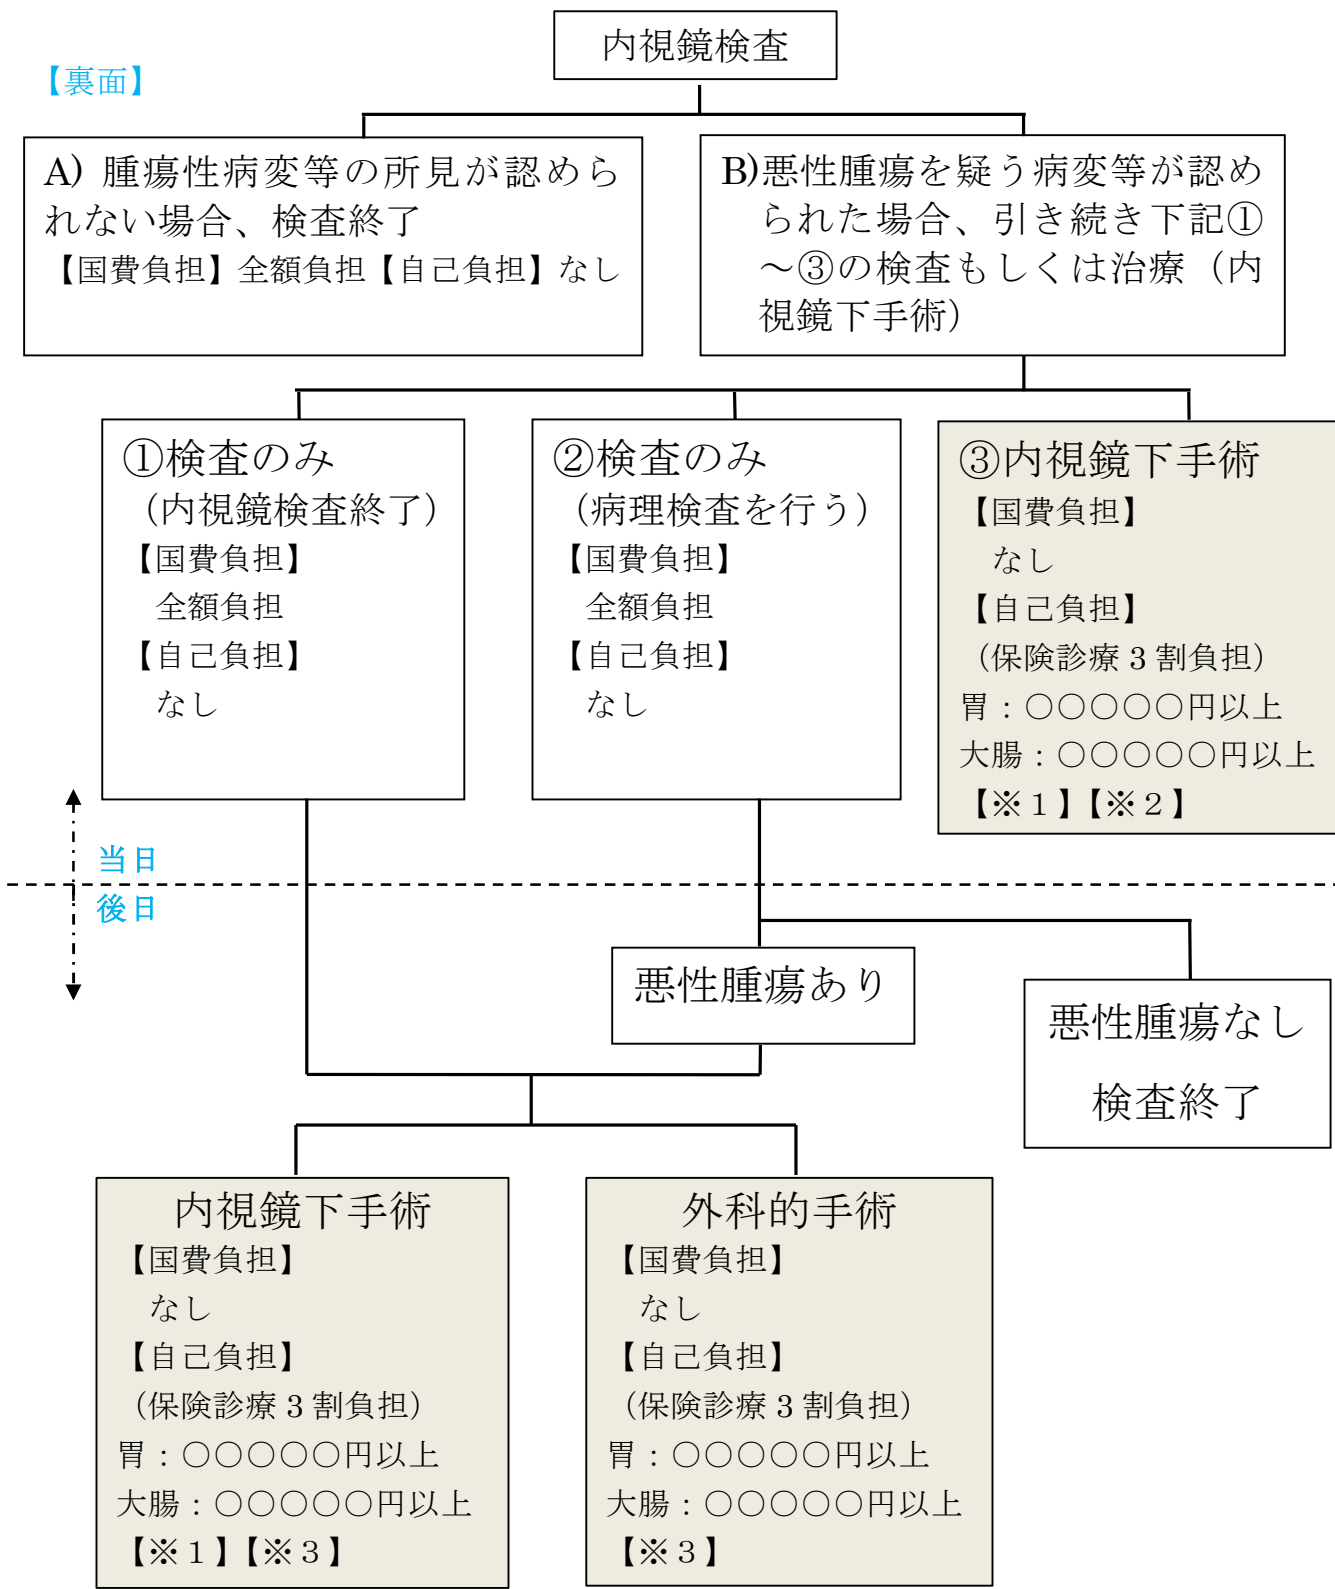 内視鏡検査
【裏面】
A) 腫瘍性病変等の所見が認めら
れない場合、検査終了
【国費負担】全額負担【自己負担】なし
B)悪性腫瘍を疑う病変等が認め
られた場合、引き続き下記①
～③の検査もしくは治療（内
視鏡下手術）
①検査のみ
（内視鏡検査終了）
【国費負担】
全額負担
【自己負担】
なし
②検査のみ
（病理検査を行う）
【国費負担】
全額負担
【自己負担】
なし
③内視鏡下手術
【国費負担】
なし
【自己負担】
（保険診療３割負担）
胃：○○○○○円以上
大腸：○○○○○円以上
【※１】【※２】
当日
後日
悪性腫瘍あり
悪性腫瘍なし
検査終了
内視鏡下手術
【国費負担】
なし
【自己負担】
（保険診療３割負担）
胃：○○○○○円以上
大腸：○○○○○円以上
【※１】【※３】
外科的手術
【国費負担】
なし
【自己負担】
（保険診療３割負担）
胃：○○○○○円以上
大腸：○○○○○円以上
【※３】